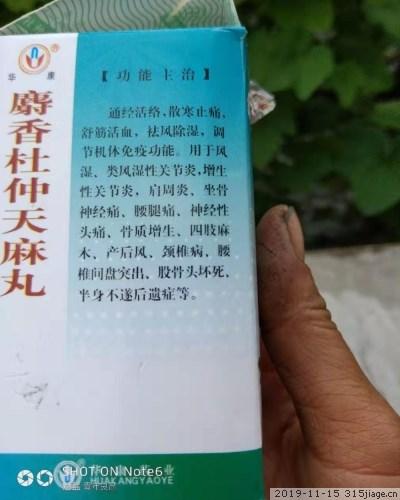 华康®
麝香杜仲天麻丸
【功能主治】
通经活络,散寒止痛,
舒筋活血,祛风除湿,调
节机体免疫功能。用于风
湿、类风湿性关节炎,增生
性关节炎,肩周炎,坐骨
神经痛、腰腿痛、神经性
头痛,骨质增生、四肢麻
木、产后风、颈椎病,腰
椎间盘突出、股骨头坏死,
半身不遂后遗症等。
SHOT ON Note6
HUAKANGYAOYE
2019-11-15 315jiage.cn